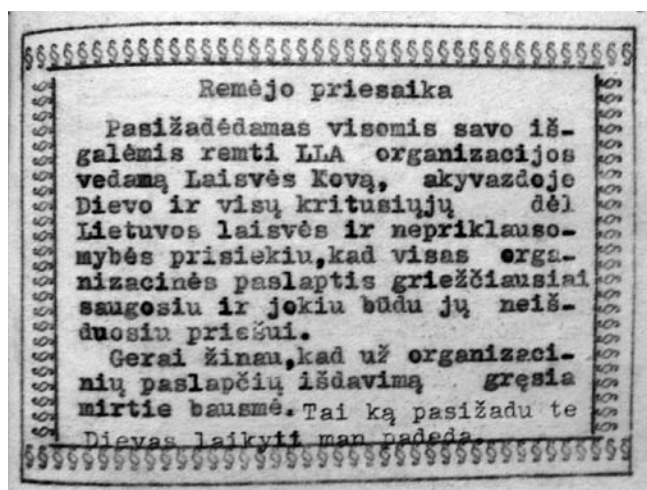 Remėjo priesaika
Pasižadėdamas visomis savo iš-
galėmis remti LLA organizacijos
vedamą Laisvės Kovą, akyvazdoje
Dievo ir visų kritusiųjų dėl
Lietuvos laisvės ir nepriklauso-
mybės prisiekiu,kad visas orga-
nizacinės paslaptis griežčiausiai
saugosiu ir jokiu būdu jų neiš-
duosiu priešui.
Gerai žinau,kad už organizaci-
nių paslapčių išdavimą gręsia
mirtie bausmė. Tai ką pasižadu te
Dievas laikyti man padeda.